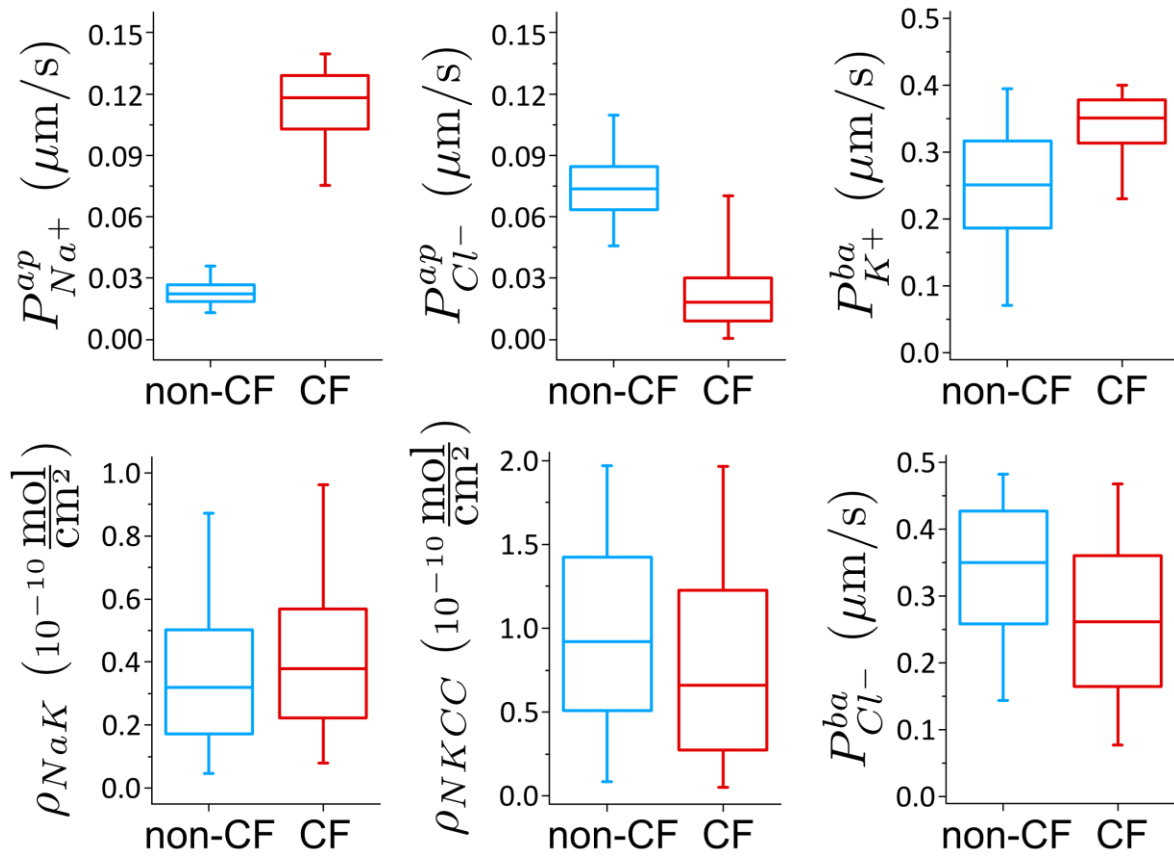 P^{ap}_{Na+} (μm/s)
0.15
0.12
0.09
0.06
0.03
0.00
non-CF CF
P^{ap}_{Cl−} (μm/s)
0.15
0.12
0.09
0.06
0.03
0.00
non-CF CF
P^{ba}_{K+} (μm/s)
0.5
0.4
0.3
0.2
0.1
0.0
non-CF CF
ρ_{NaK} (10^{−10} mol/cm²)
1.0
0.8
0.6
0.4
0.2
0.0
non-CF CF
ρ_{NKCC} (10^{−10} mol/cm²)
2.0
1.5
1.0
0.5
0.0
non-CF CF
P^{ba}_{Cl−} (μm/s)
0.5
0.4
0.3
0.2
0.1
0.0
non-CF CF